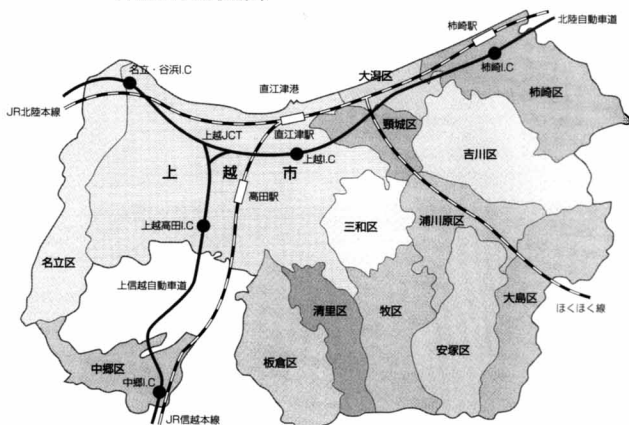 柿崎駅
北陸自動車道
名立・谷浜I.C
大潟区
柿崎I.C
直江津港
柿崎区
JR北陸本線
上越JCT
直江津駅
頸城区
上越I.C
吉川区
上越市
高田駅
三和区
浦川原区
上越高田I.C
名立区
上信越自動車道
清里区
牧区
大島区
ほくほく線
安塚区
板倉区
中郷区
中郷I.C
JR信越本線